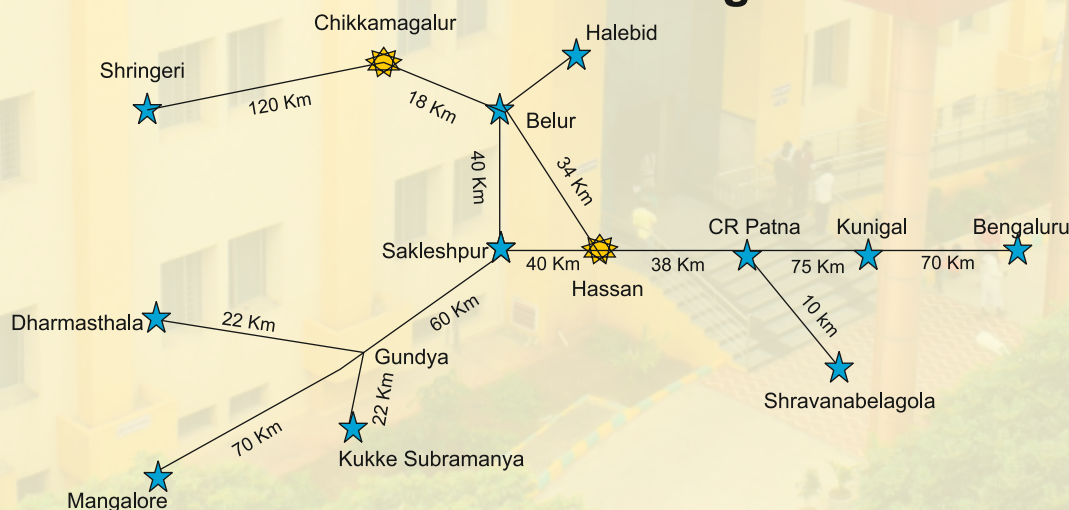 Chikkamagalur
Halebid
Shringeri
120 Km
18 Km
Belur
40 Km
34 Km
CR Patna
Kunigal
Bengaluru
Sakleshpur
40 Km
38 Km
75 Km
70 Km
Hassan
60 Km
10 km
Dharmasthala
22 Km
Gundya
22 Km
Shravanabelagola
70 Km
Kukke Subramanya
Mangalore